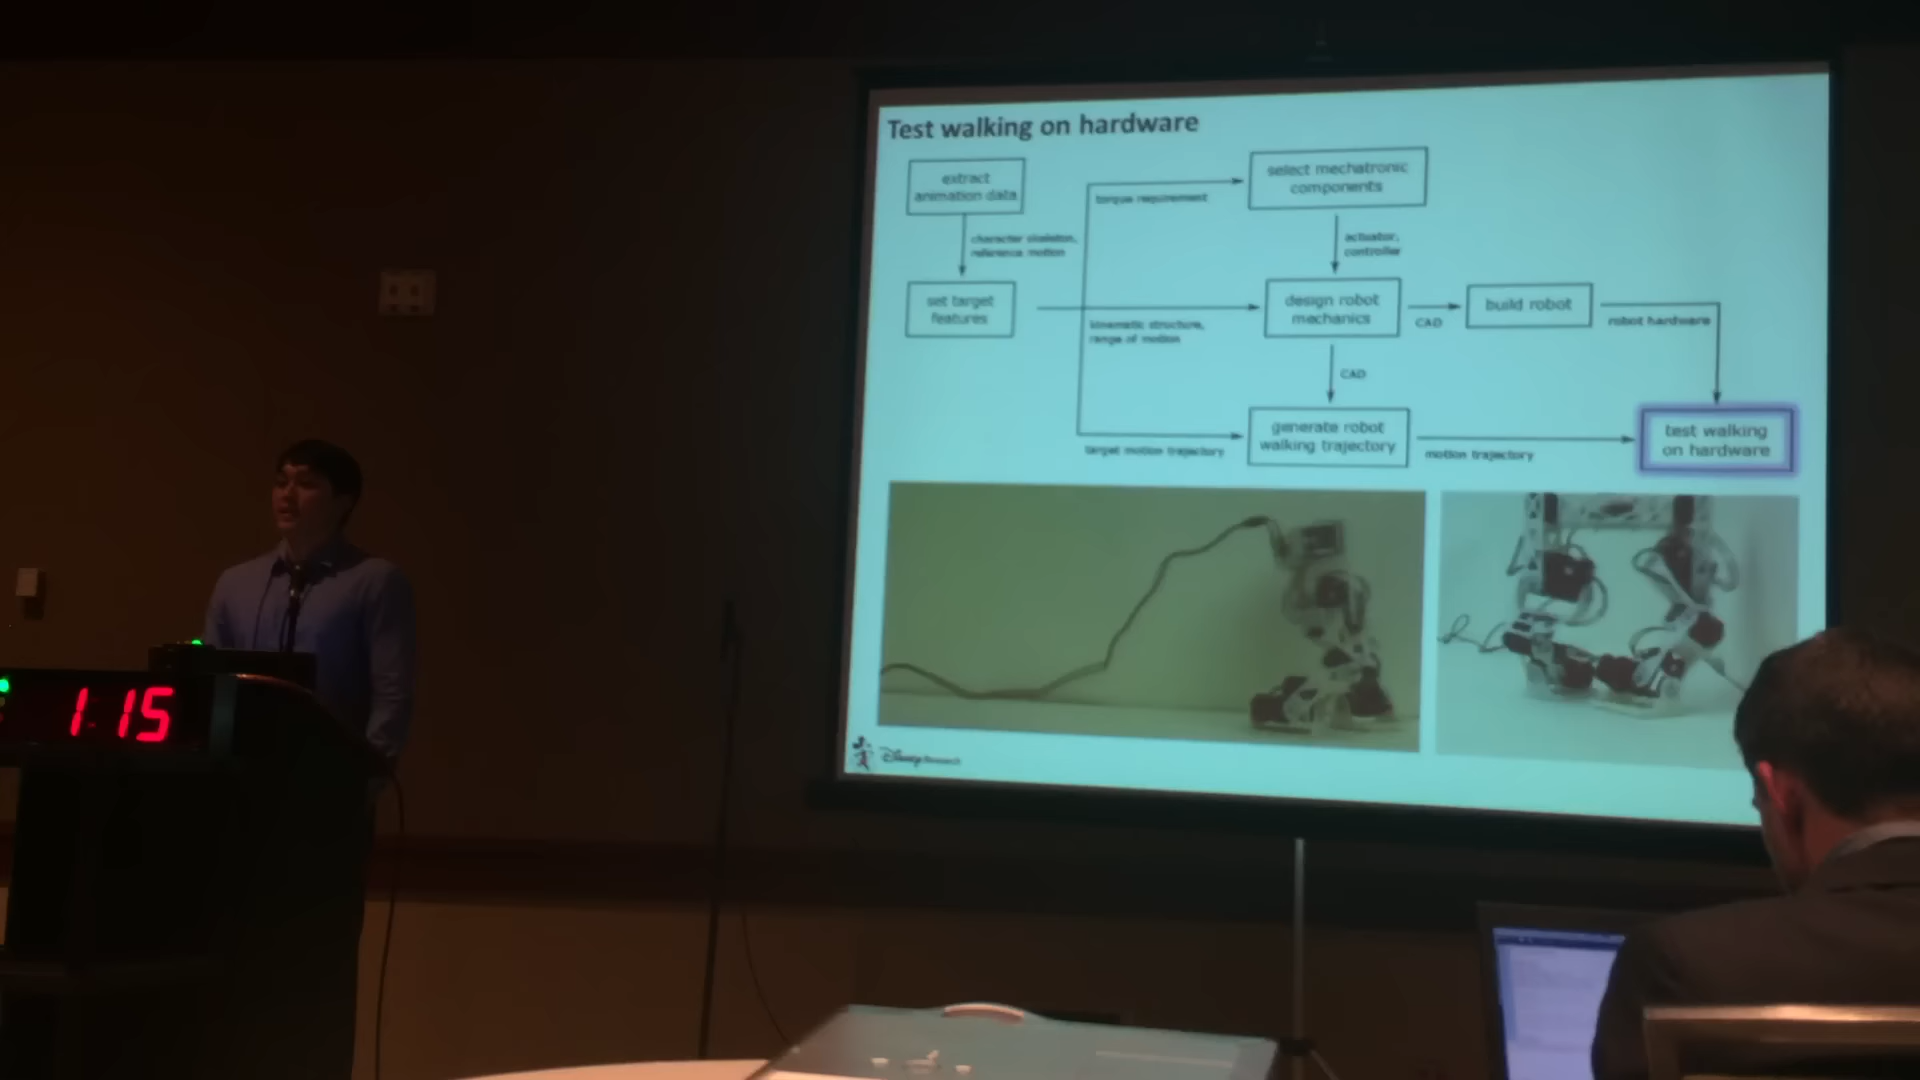 Test walking on hardware
extract
animation data
select mechatronic
components
torque requirement
character skeleton,
reference motion
actuator,
controller
set target
features
design robot
mechanics
build robot
CAD
robot hardware
kinematic structure,
range of motion
CAD
generate robot
walking trajectory
test walking
on hardware
target motion trajectory
motion trajectory
Disney Research
1:15